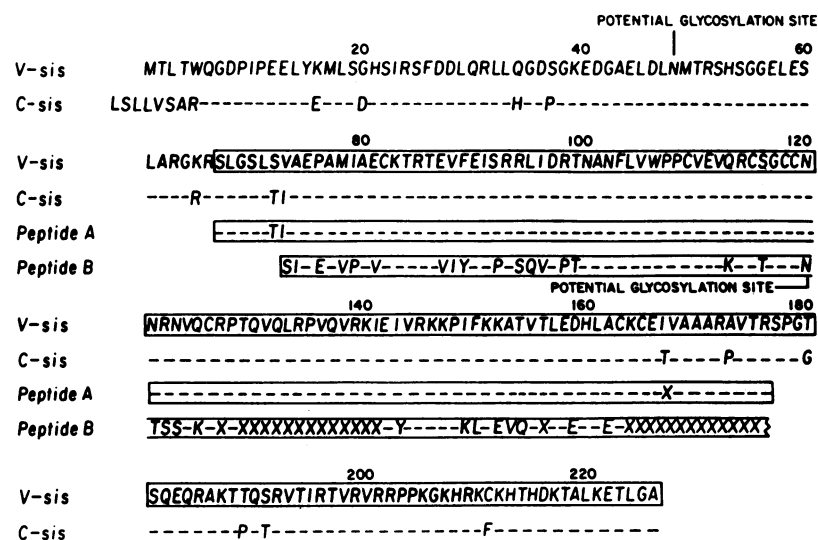 POTENTIAL GLYCOSYLATION SITE
20 40 60
V-sis MTLTWQGDPIPEELYKMLSGHSIRSFDDLQRLLQGDSGKEDGAELDLNMTRSHSGGELES
C-sis LSLLVSAR----------E---D-------------H--P-----------------------
80 100 120
V-sis LARGKRSLGSLSVAEPAMIAECKTRTEVFEISRRLIDRTNANFLVWPPCVEVQRCSGCCN
C-sis ----R------TI-----------------------------------------------
Peptide A -----TI-----------------------------------------------
Peptide B SI-E-VP-V-----VIY--P-SQV-PT-------------K--T---N
POTENTIAL GLYCOSYLATION SITE
140 160 180
V-sis NRNVQCRPTQVQLRPVQVRKIEIVRKKPIFKKATVTLEDHLACKCEIVAAARAVTRSPGT
C-sis ----------------------------------------------T-----P------G
Peptide A ----------------------------------------------X---------
Peptide B TSS-K-X-XXXXXXXXXXXXX-Y-----KL-EVQ-X--E--E-XXXXXXXXXXXXX
200 220
V-sis SQEQRAKTTQSRVTIRTVRVRRPPKGKHRKCKHTHDKTALKETLGA
C-sis --------P-T-------------------F---------------